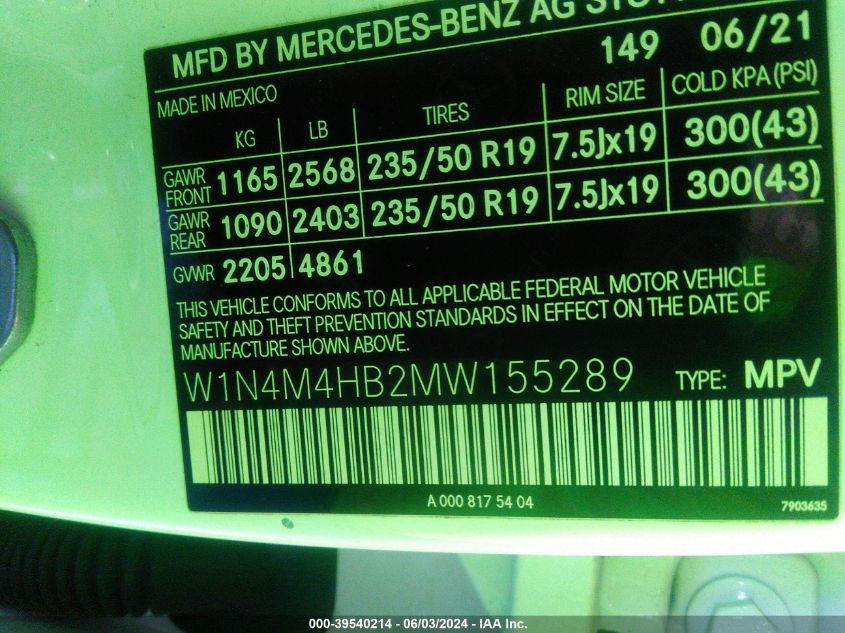 MFD BY MERCEDES-BENZ AG
149 06/21
MADE IN MEXICO
KG LB TIRES RIM SIZE COLD KPA (PSI)
GAWR FRONT 1165 2568 235/50 R19 7.5Jx19 300(43)
GAWR REAR 1090 2403 235/50 R19 7.5Jx19 300(43)
GVWR 2205 4861
THIS VEHICLE CONFORMS TO ALL APPLICABLE FEDERAL MOTOR VEHICLE
SAFETY AND THEFT PREVENTION STANDARDS IN EFFECT ON THE DATE OF
MANUFACTURE SHOWN ABOVE.
W1N4M4HB2MW155289 TYPE: MPV
A 000 817 54 04
7903635
000-39540214 - 06/03/2024 - IAA Inc.